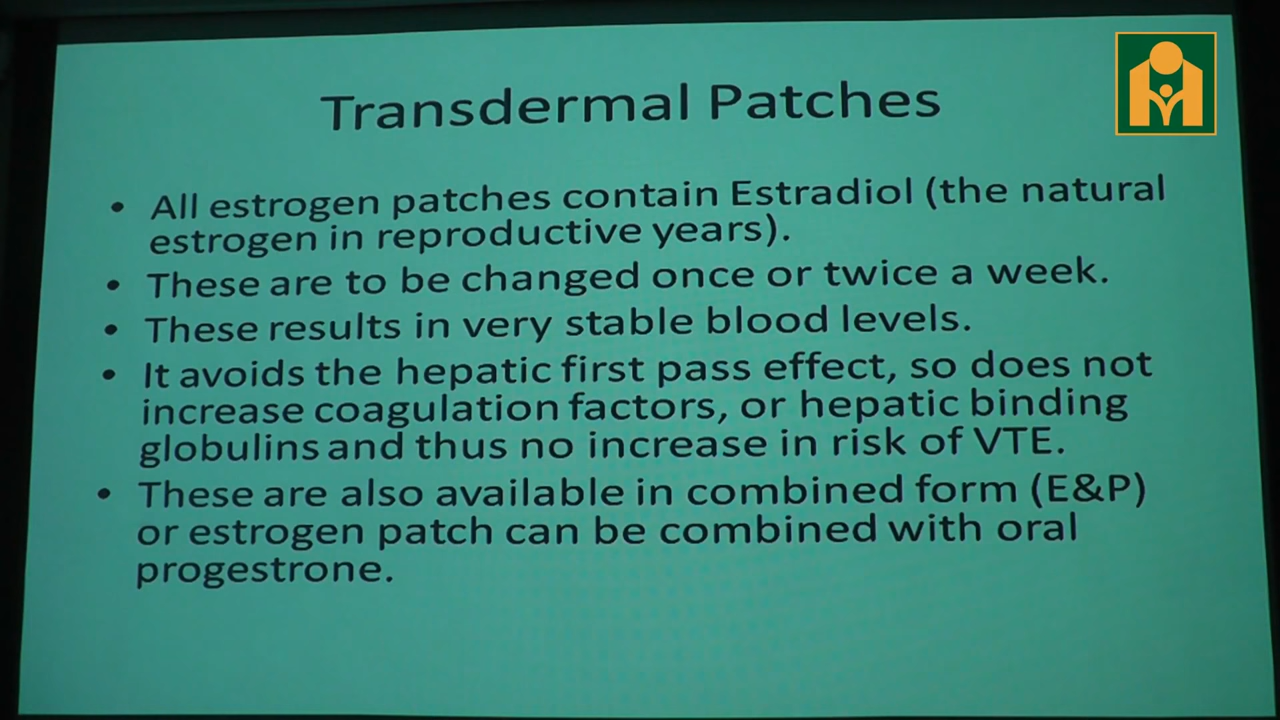 Transdermal Patches
• All estrogen patches contain Estradiol (the natural
estrogen in reproductive years).
• These are to be changed once or twice a week.
• These results in very stable blood levels.
• It avoids the hepatic first pass effect, so does not
increase coagulation factors, or hepatic binding
globulins and thus no increase in risk of VTE.
• These are also available in combined form (E&P)
or estrogen patch can be combined with oral
progestrone.